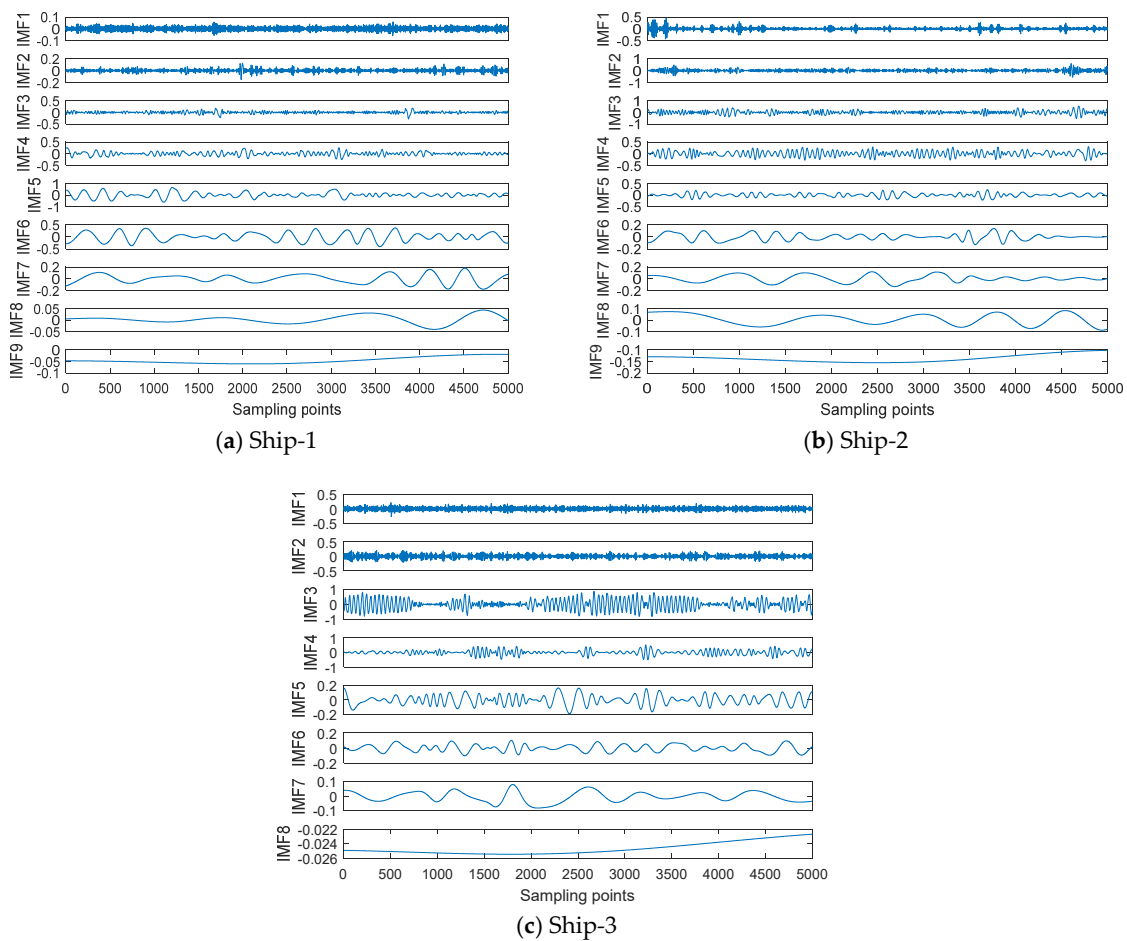 IMF1 0.1 0 -0.1
IMF2 0.2 0 -0.2
IMF3 0.5 0 -0.5
IMF4 0.5 0 -0.5
IMF5 1 0 -1
IMF6 0.5 0 -0.5
IMF7 0.2 0 -0.2
IMF8 0.05 0 -0.05
IMF9 0 -0.05 -0.1
0 500 1000 1500 2000 2500 3000 3500 4000 4500 5000
Sampling points
(a) Ship-1
IMF1 0.5 0 -0.5
IMF2 1 0 -1
IMF3 1 0 -1
IMF4 0.5 0 -0.5
IMF5 0.5 0 -0.5
IMF6 0.2 0 -0.2
IMF7 0.2 0 -0.2
IMF8 0.1 0 -0.1
IMF9 -0.1 -0.15 -0.2
0 500 1000 1500 2000 2500 3000 3500 4000 4500 5000
Sampling points
(b) Ship-2
IMF1 0.5 0 -0.5
IMF2 0.5 0 -0.5
IMF3 1 0 -1
IMF4 1 0 -1
IMF5 0.2 0 -0.2
IMF6 0.2 0 -0.2
IMF7 0.1 0 -0.1
IMF8 -0.022 -0.024 -0.026
0 500 1000 1500 2000 2500 3000 3500 4000 4500 5000
Sampling points
(c) Ship-3